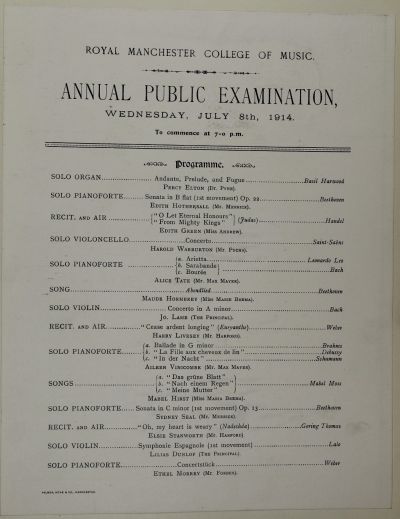 ROYAL MANCHESTER COLLEGE OF MUSIC.
ANNUAL PUBLIC EXAMINATION,
WEDNESDAY, JULY 8th, 1914.
To commence at 7-0 p.m.
Programme.
SOLO ORGAN Andante, Prelude, and Fugue Basil Harwood
PERCY ELTON (DR. PYNE).
SOLO PIANOFORTE Sonata in B flat (1st movement) Op. 22 Beethoven
EDITH HOTHERSALL (MR. MERRICK).
RECIT. AND AIR { "O Let Eternal Honours" (Judas) Handel
"From Mighty Kings"
EDITH GREEN (MISS ANDREW).
SOLO VIOLONCELLO Concerto Saint-Saëns
HAROLD WARBURTON (MR. FUCHS).
SOLO PIANOFORTE { a. Arietta Leonardo Leo
b. Sarabande } Bach
c. Bourée
ALICE TATE (MR. MAX MAYER).
SONG Abendlied Beethoven
MAUDE HORNERRY (MISS MARIE BREMA).
SOLO VIOLIN Concerto in A minor Bach
JO. LAMB (THE PRINCIPAL).
RECIT. AND AIR "Cease ardent longing" (Euryanthe) Weber
HARRY LIVESEY (MR. HARFORD).
SOLO PIANOFORTE { a. Ballade in G minor Brahms
b. "La Fille aux cheveux de lin" Debussy
c. "In der Nacht" Schumann
AILEEN VINICOMBE (MR. MAX MAYER).
SONGS { a. "Das grüne Blatt"
b. "Nach einem Regen" Mabel Moss
c. "Meine Mutter"
MABEL HIRST (MISS MARIE BREMA).
SOLO PIANOFORTE Sonata in C minor (1st movement) Op. 13 Beethoven
SYDNEY SEAL (MR. MERRICK).
RECIT. AND AIR "Oh, my heart is weary" (Nadeshda) Goring Thomas
ELSIE STANWORTH (MR. HARFORD).
SOLO VIOLIN Symphonie Espagnole (1st movement) Lalo
LILIAS DUNLOP (THE PRINCIPAL).
SOLO PIANOFORTE Concertstück Weber
ETHEL MORREY (MR. FORBES).